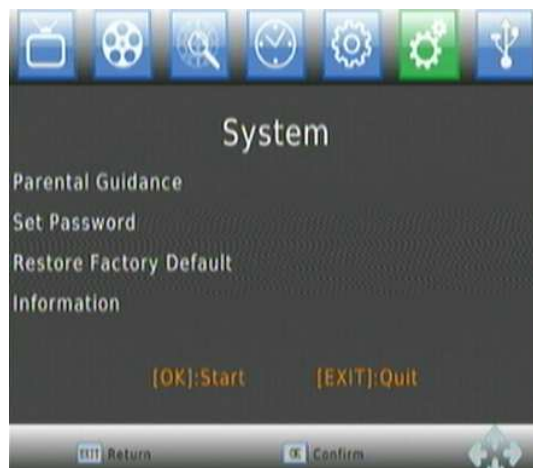 System
Parental Guidance
Set Password
Restore Factory Default
Information
[OK]:Start [EXIT]:Quit
EXIT Return OK Confirm